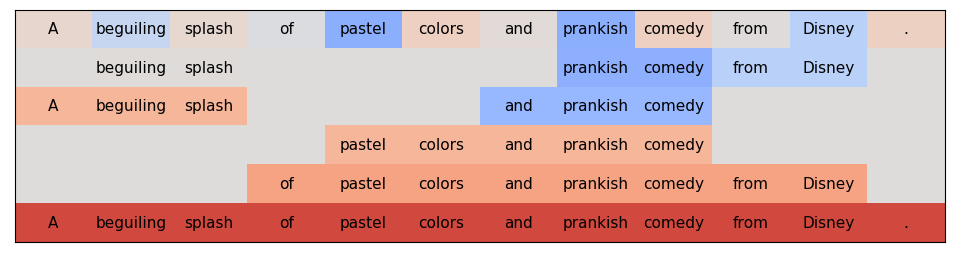 A beguiling splash of pastel colors and prankish comedy from Disney .
beguiling splash prankish comedy from Disney
A beguiling splash and prankish comedy
pastel colors and prankish comedy
of pastel colors and prankish comedy from Disney
A beguiling splash of pastel colors and prankish comedy from Disney .